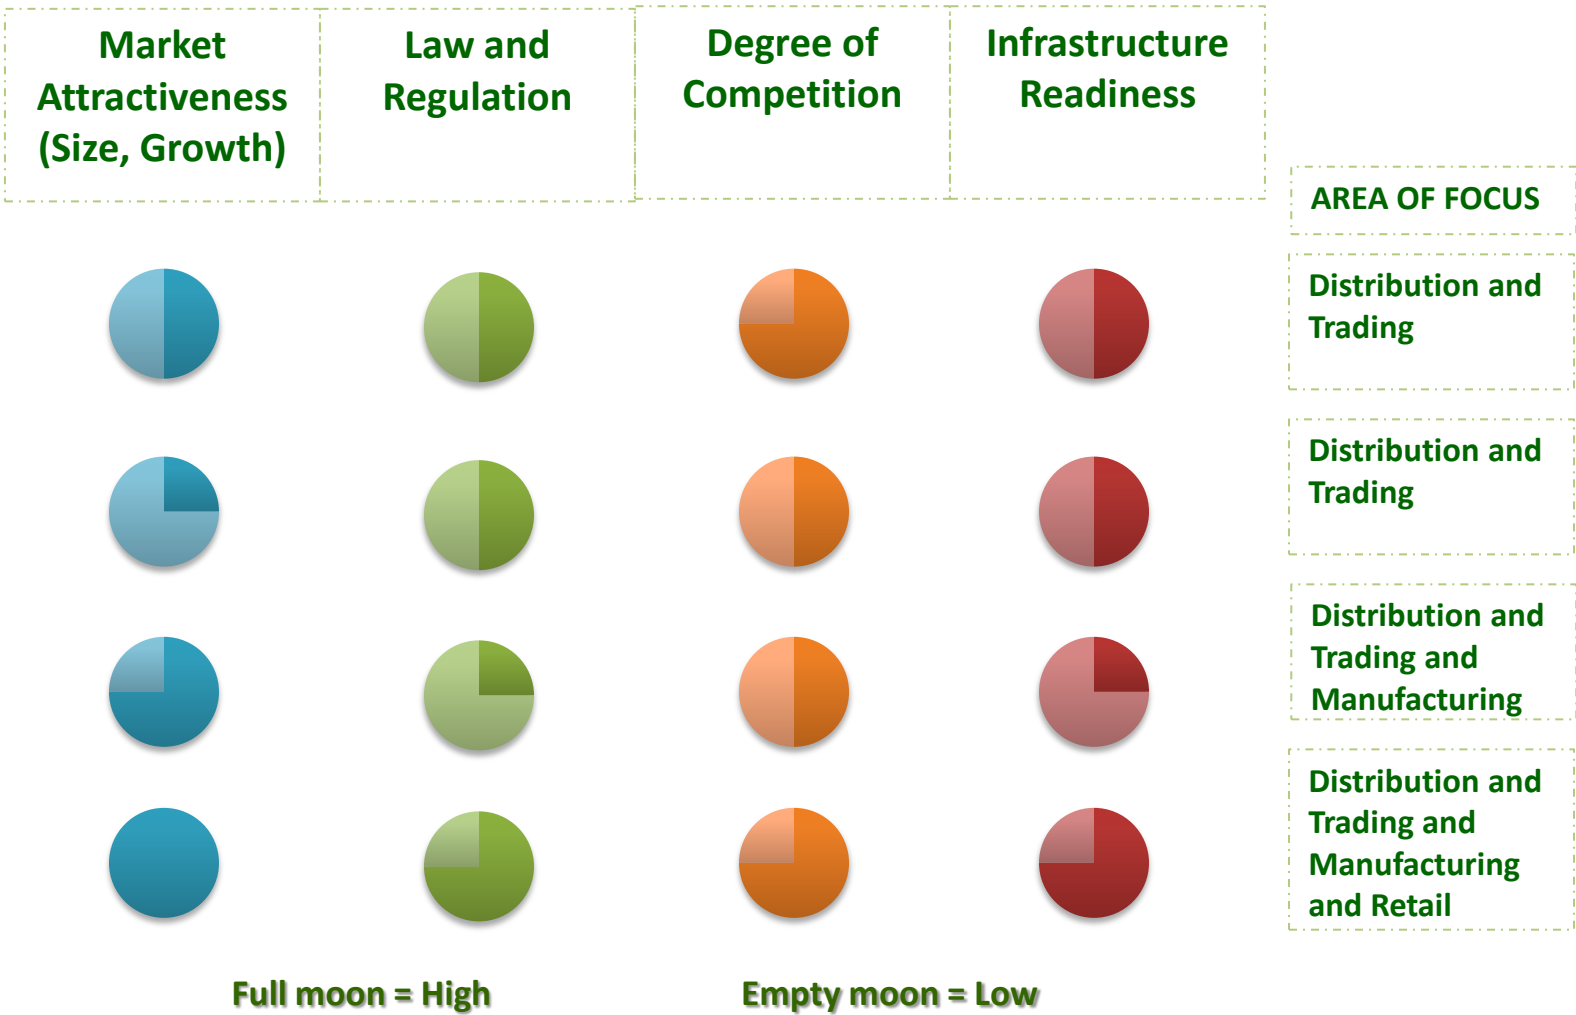 Market
Attractiveness
(Size, Growth)
Law and
Regulation
Degree of
Competition
Infrastructure
Readiness
AREA OF FOCUS
Distribution and
Trading
Distribution and
Trading
Distribution and
Trading and
Manufacturing
Distribution and
Trading and
Manufacturing
and Retail
Full moon = High
Empty moon = Low